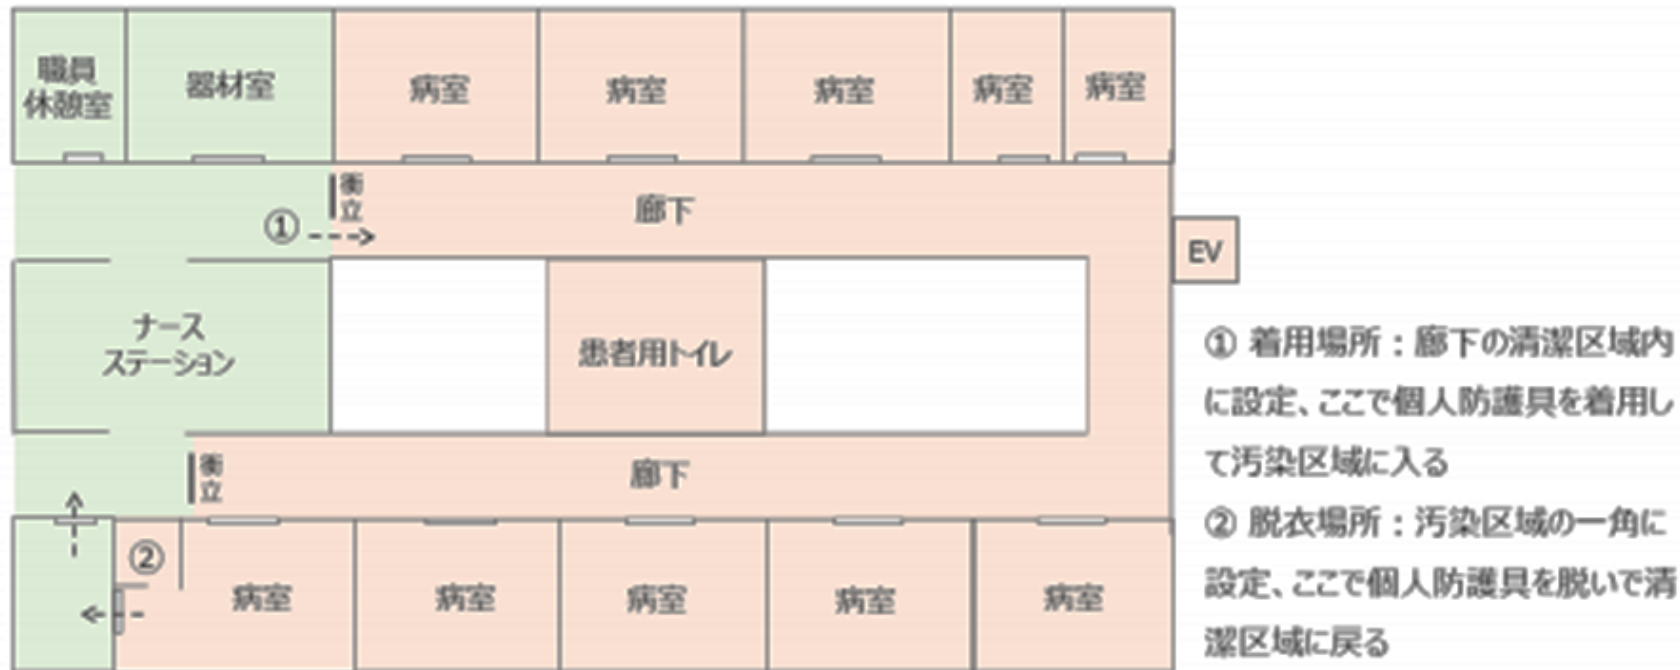 職員
休憩室
器材室
病室
病室
病室
病室
病室
衝
立
①
廊下
EV
ナース
ステーション
患者用トイレ
衝
立
廊下
②
病室
病室
病室
病室
病室
① 着用場所：廊下の清潔区域内
に設定、ここで個人防護具を着用し
て汚染区域に入る
② 脱衣場所：汚染区域の一角に
設定、ここで個人防護具を脱いで清
潔区域に戻る